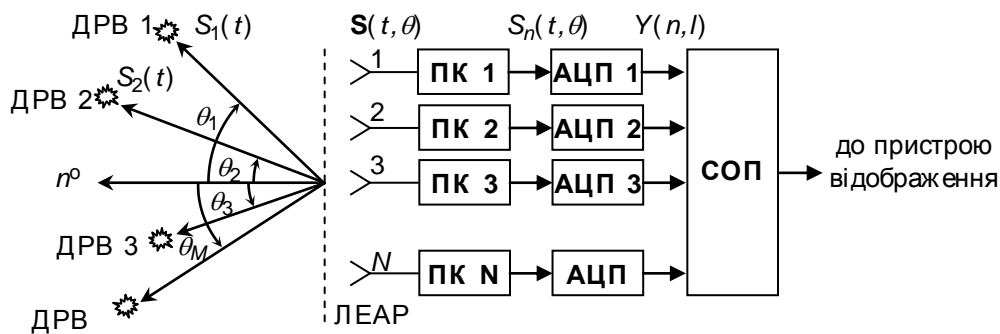 ДРВ 1
S₁(t)
S(t,θ)
Sₙ(t,θ)
Y(n,l)
1
ПК 1
АЦП 1
ДРВ 2
S₂(t)
θ₁
2
ПК 2
АЦП 2
nᵒ
θ₂
3
ПК 3
АЦП 3
СОП
до пристрою
відображення
θ₃
ДРВ 3
θM
N
ПК N
АЦП
ДРВ
ЛЕАР